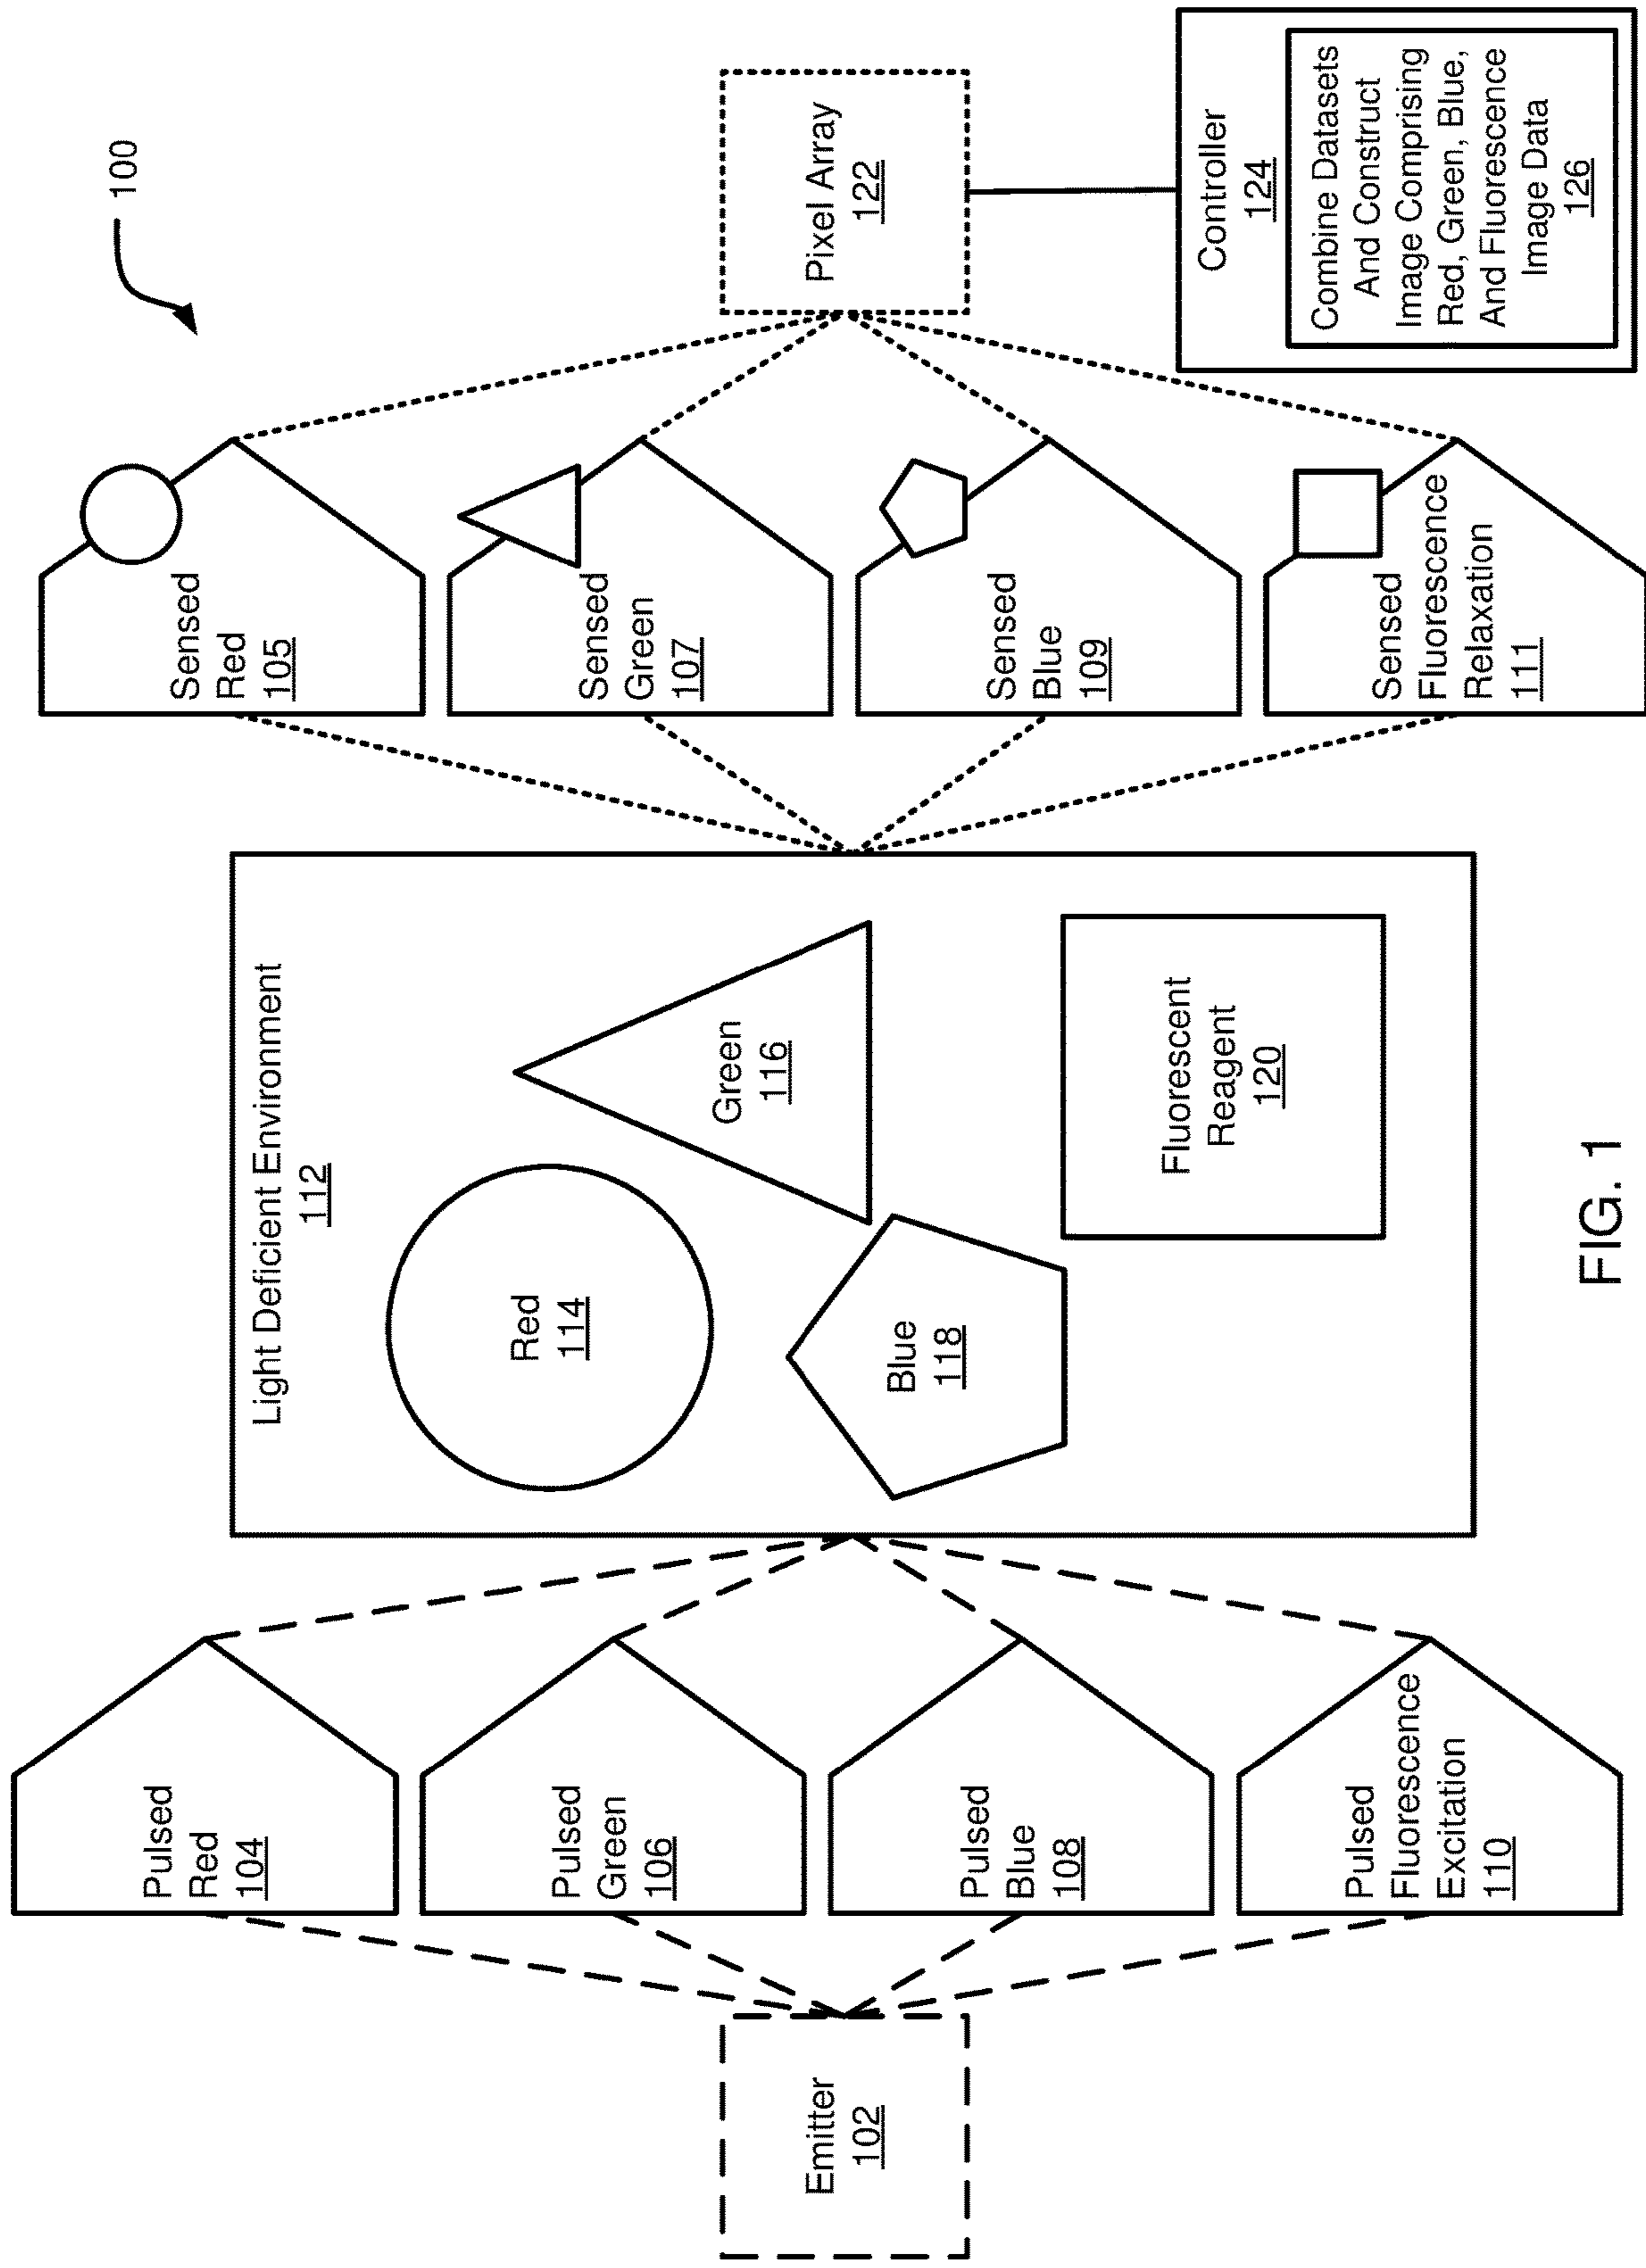 100
Emitter
102
Pulsed
Red
104
Pulsed
Green
106
Pulsed
Blue
108
Pulsed
Fluorescence
Excitation
110
Light Deficient Environment
112
Red
114
Green
116
Blue
118
Fluorescent
Reagent
120
Sensed
Red
105
Sensed
Green
107
Sensed
Blue
109
Sensed
Fluorescence
Relaxation
111
Pixel Array
122
Controller
124
Combine Datasets
And Construct
Image Comprising
Red, Green, Blue,
And Fluorescence
Image Data
126
FIG. 1